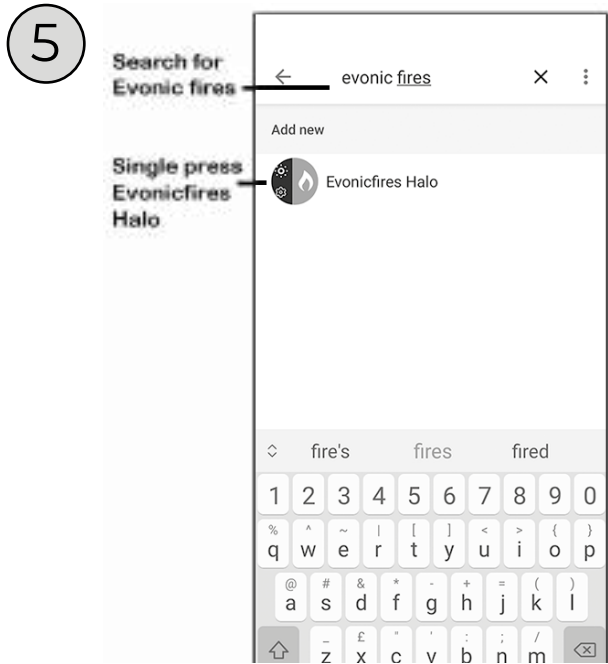 5
Search for
Evonic fires
evonic fires
Add new
Single press
Evonicfires
Halo
Evonicfires Halo
fire's fires fired
1 2 3 4 5 6 7 8 9 0
% ^ ~ | [ ] < > { }
q w e r t y u i o p
@ # & * - + = ( )
a s d f g h j k l
_ £ " ' : ; /
z x c v b n m